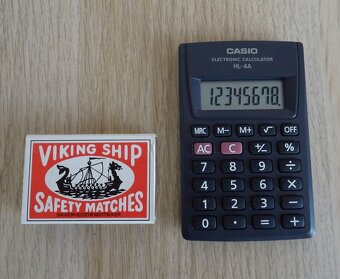 CASIO
ELECTRONIC CALCULATOR
HL-4A
12345678.
MRC M- M+ √ OFF
AC C +/- % 
7 8 9 ÷
4 5 6 ×
1 2 3 −
0 · = +
VIKING SHIP
SAFETY MATCHES
SIKKERHEDSTÆNDSTIKKER